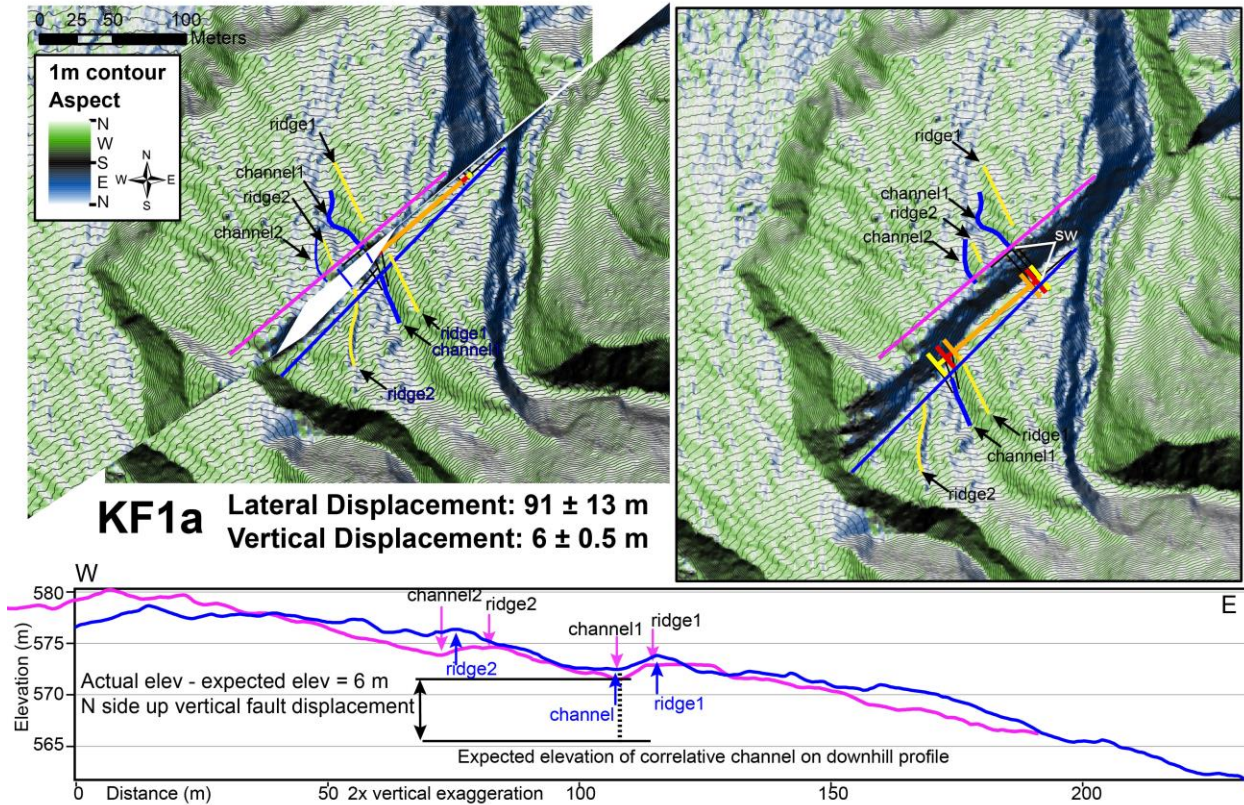 0 25 50 100
Meters
1m contour
Aspect
N
W
S
E
N
N
W E
S
ridge1
channel1
ridge2
channel2
ridge1
channel1
ridge2
ridge1
channel1
ridge2
channel2
SW
ridge1
channel1
ridge2
KF1a
Lateral Displacement: 91 ± 13 m
Vertical Displacement: 6 ± 0.5 m
W
E
580
575
570
565
Elevation (m)
channel2
ridge2
channel1
ridge1
ridge2
channel
ridge1
Actual elev - expected elev = 6 m
N side up vertical fault displacement
Expected elevation of correlative channel on downhill profile
0 Distance (m) 50 2x vertical exaggeration 100 150 200